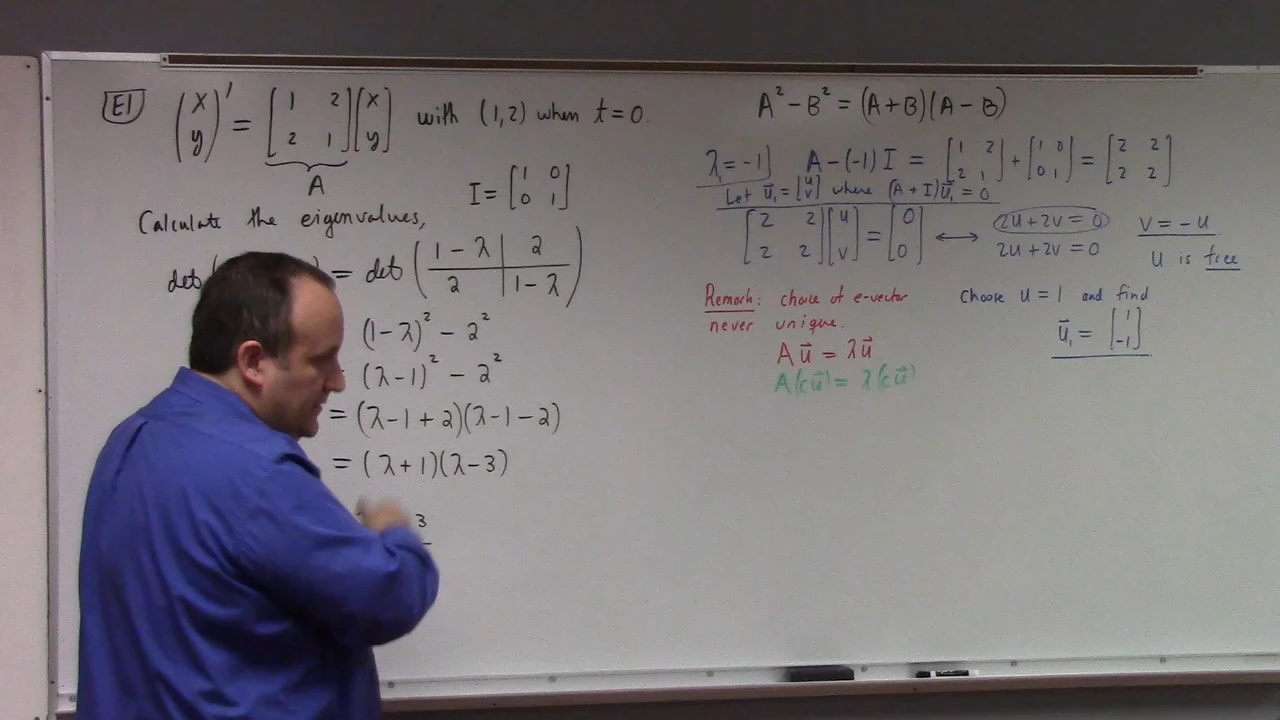 E1 (x y)' = [1 2 2 1][x y] with (1,2) when t=0.
A
I = [1 0 0 1]
Calculate the eigenvalues,
det( ) = det (1-λ 2 2 1-λ)
(1-λ)² - 2²
(λ-1)² - 2²
= (λ-1+2)(λ-1-2)
= (λ+1)(λ-3)
3
A² - B² = (A+B)(A-B)
λ₁ = -1 A-(-1)I = [1 2 2 1] + [1 0 0 1] = [2 2 2 2]
Let u⃗₁ = [u v] where (A+I)u⃗₁ = 0
[2 2 2 2][u v] = [0 0] ⟷ 2u+2v=0 2u+2v=0
v = -u
u is free
Remark: choice of e-vector
never unique.
Au⃗ = λu⃗
A(cu⃗) = λ(cu⃗)
Choose u = 1 and find
u⃗₁ = [1 -1]